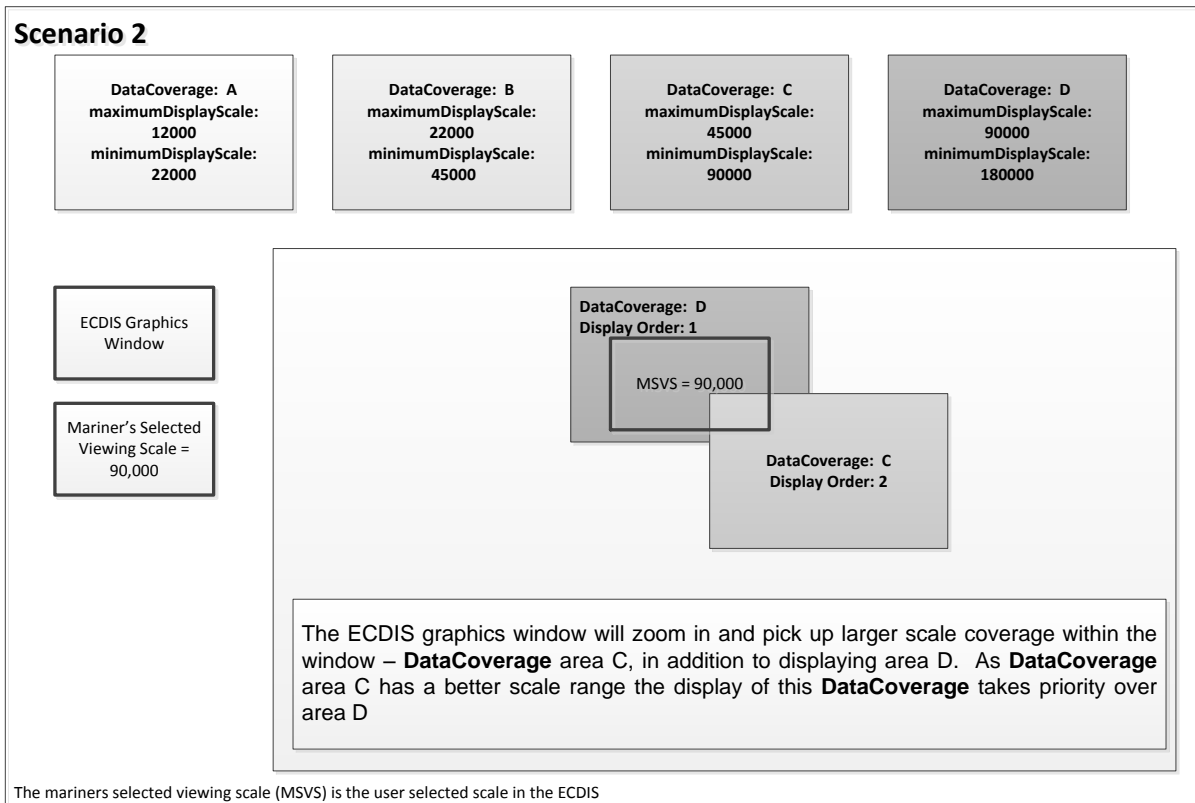 Scenario 2
DataCoverage: A
maximumDisplayScale:
12000
minimumDisplayScale:
22000
DataCoverage: B
maximumDisplayScale:
22000
minimumDisplayScale:
45000
DataCoverage: C
maximumDisplayScale:
45000
minimumDisplayScale:
90000
DataCoverage: D
maximumDisplayScale:
90000
minimumDisplayScale:
180000
ECDIS Graphics
Window
Mariner's Selected
Viewing Scale =
90,000
DataCoverage: D
Display Order: 1
MSVS = 90,000
DataCoverage: C
Display Order: 2
The ECDIS graphics window will zoom in and pick up larger scale coverage within the
window – DataCoverage area C, in addition to displaying area D. As DataCoverage
area C has a better scale range the display of this DataCoverage takes priority over
area D
The mariners selected viewing scale (MSVS) is the user selected scale in the ECDIS